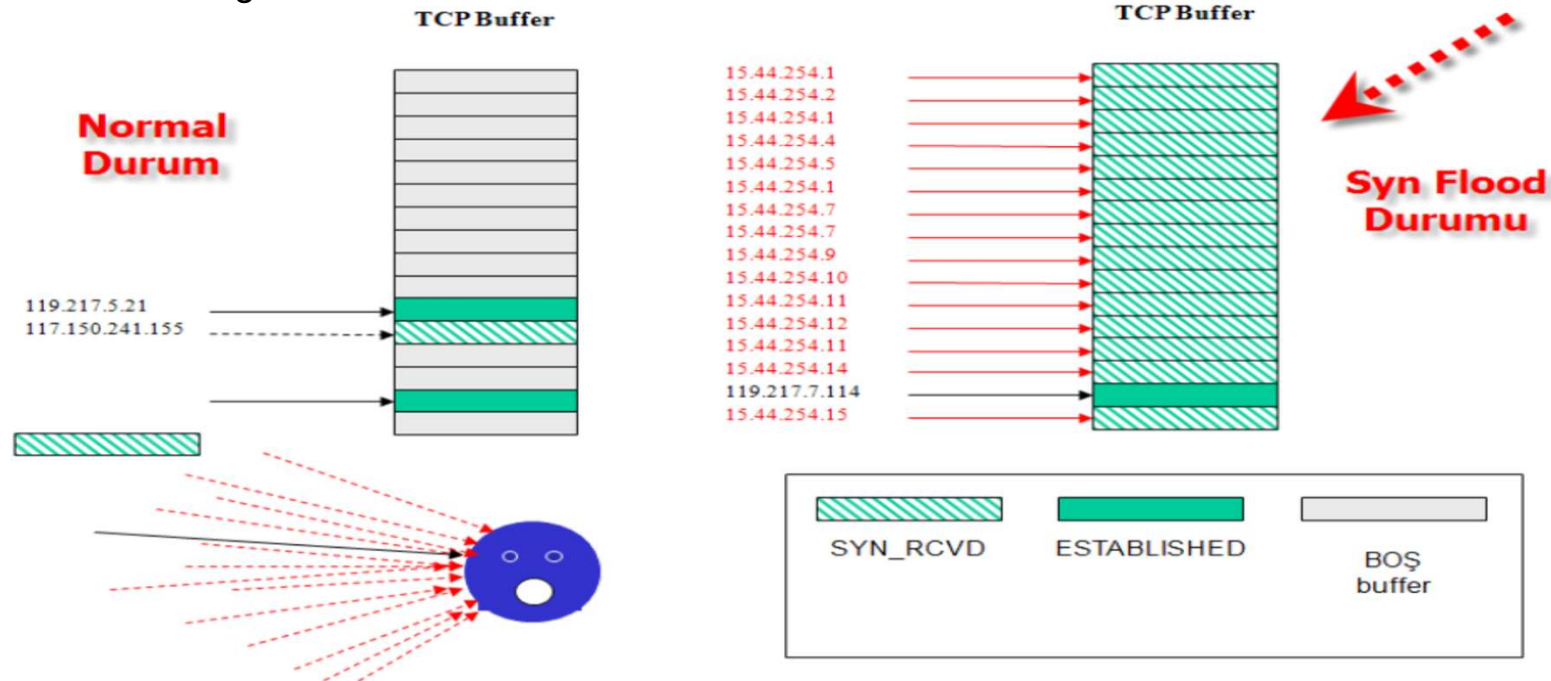 TCP Buffer
Normal
Durum
119.217.5.21
117.150.241.155
TCP Buffer
15.44.254.1
15.44.254.2
15.44.254.1
15.44.254.4
15.44.254.5
15.44.254.1
15.44.254.7
15.44.254.7
15.44.254.9
15.44.254.10
15.44.254.11
15.44.254.12
15.44.254.11
15.44.254.14
119.217.7.114
15.44.254.15
Syn Flood
Durumu
SYN_RCVD
ESTABLISHED
BOŞ
buffer